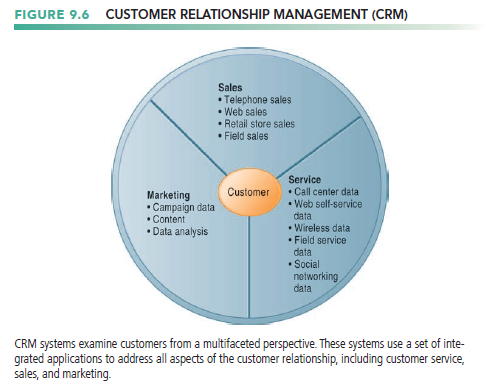 FIGURE 9.6 CUSTOMER RELATIONSHIP MANAGEMENT (CRM)
Sales
• Telephone sales
• Web sales
• Retail store sales
• Field sales
Customer
Service
• Call center data
• Web self-service
data
• Wireless data
• Field service
data
• Social
networking
data
Marketing
• Campaign data
• Content
• Data analysis
CRM systems examine customers from a multifaceted perspective. These systems use a set of inte-
grated applications to address all aspects of the customer relationship, including customer service,
sales, and marketing.